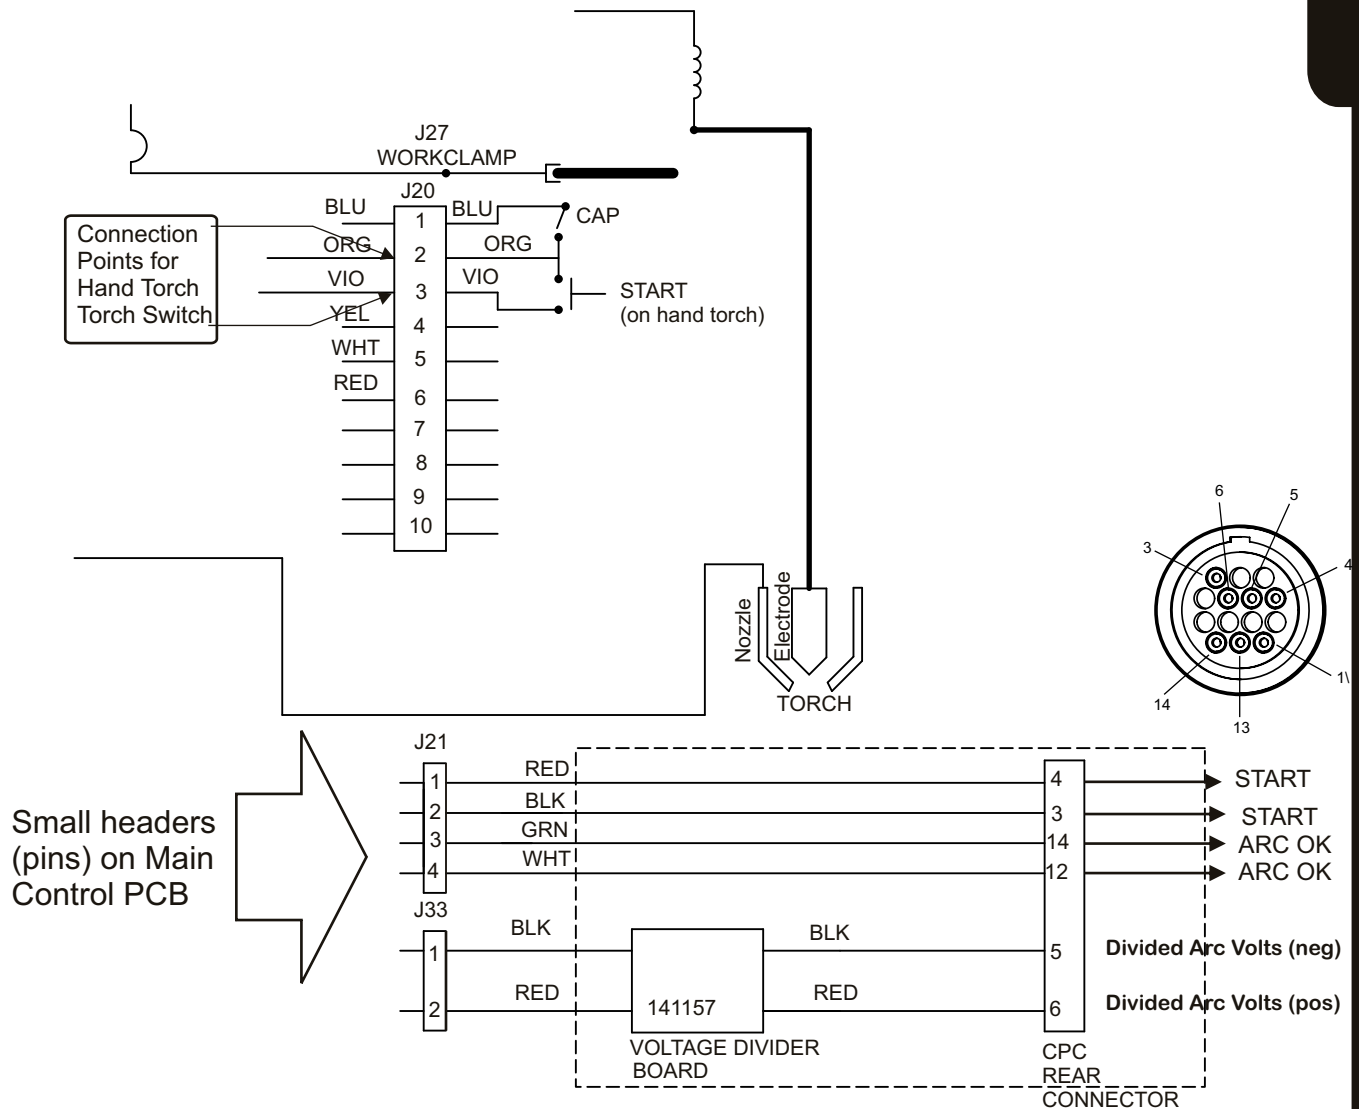 J27
WORKCLAMP
J20
BLU
1
BLU
CAP
Connection
Points for
Hand Torch
Torch Switch
ORG
2
ORG
VIO
3
VIO
START
(on hand torch)
YEL
4
WHT
5
RED
6
7
8
9
10
6
5
3
4
14
13
1\
Nozzle
Electrode
TORCH
Small headers
(pins) on Main
Control PCB
J21
1
RED
4
START
2
BLK
3
START
3
GRN
14
ARC OK
4
WHT
12
ARC OK
J33
1
BLK
BLK
5
Divided Arc Volts (neg)
2
RED
141157
RED
6
Divided Arc Volts (pos)
VOLTAGE DIVIDER
BOARD
CPC
REAR
CONNECTOR